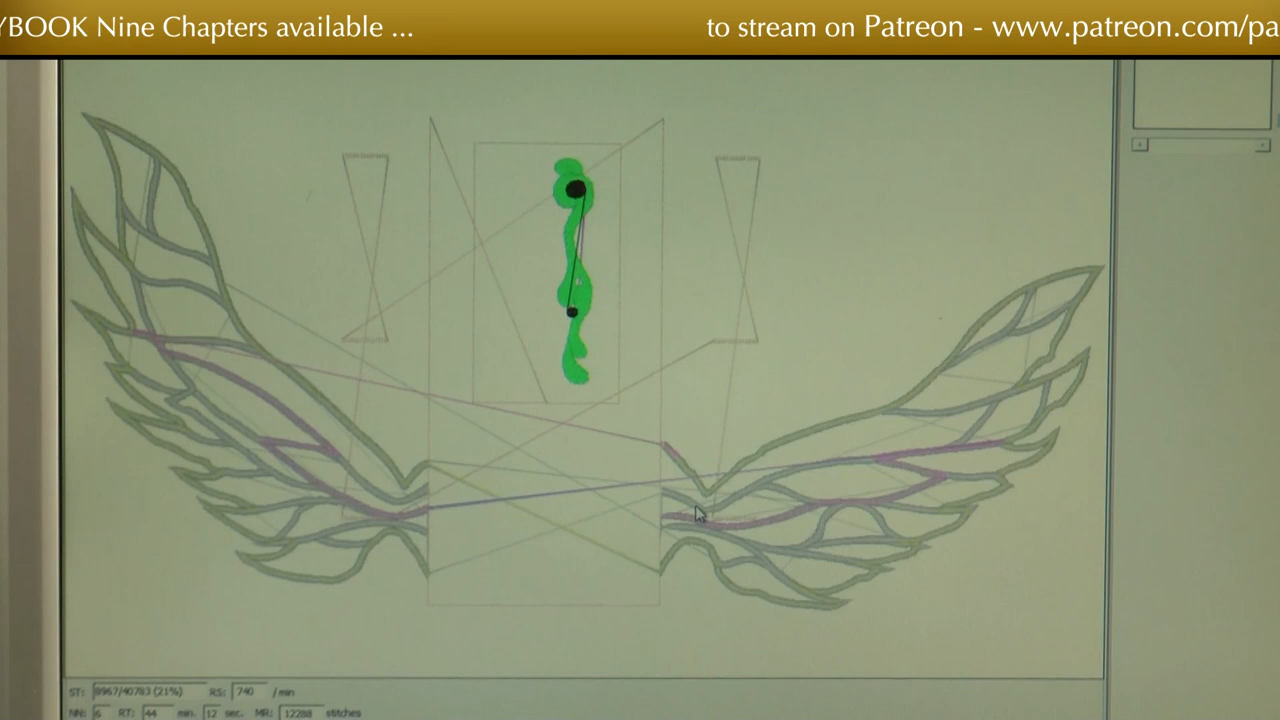 YBOOK Nine Chapters available ... to stream on Patreon - www.patreon.com/pa
ST: 8967/40783 (21%) RS: 740 /min
NN: 6 RT: 44 min. 12 sec. MR: 12288 stitches